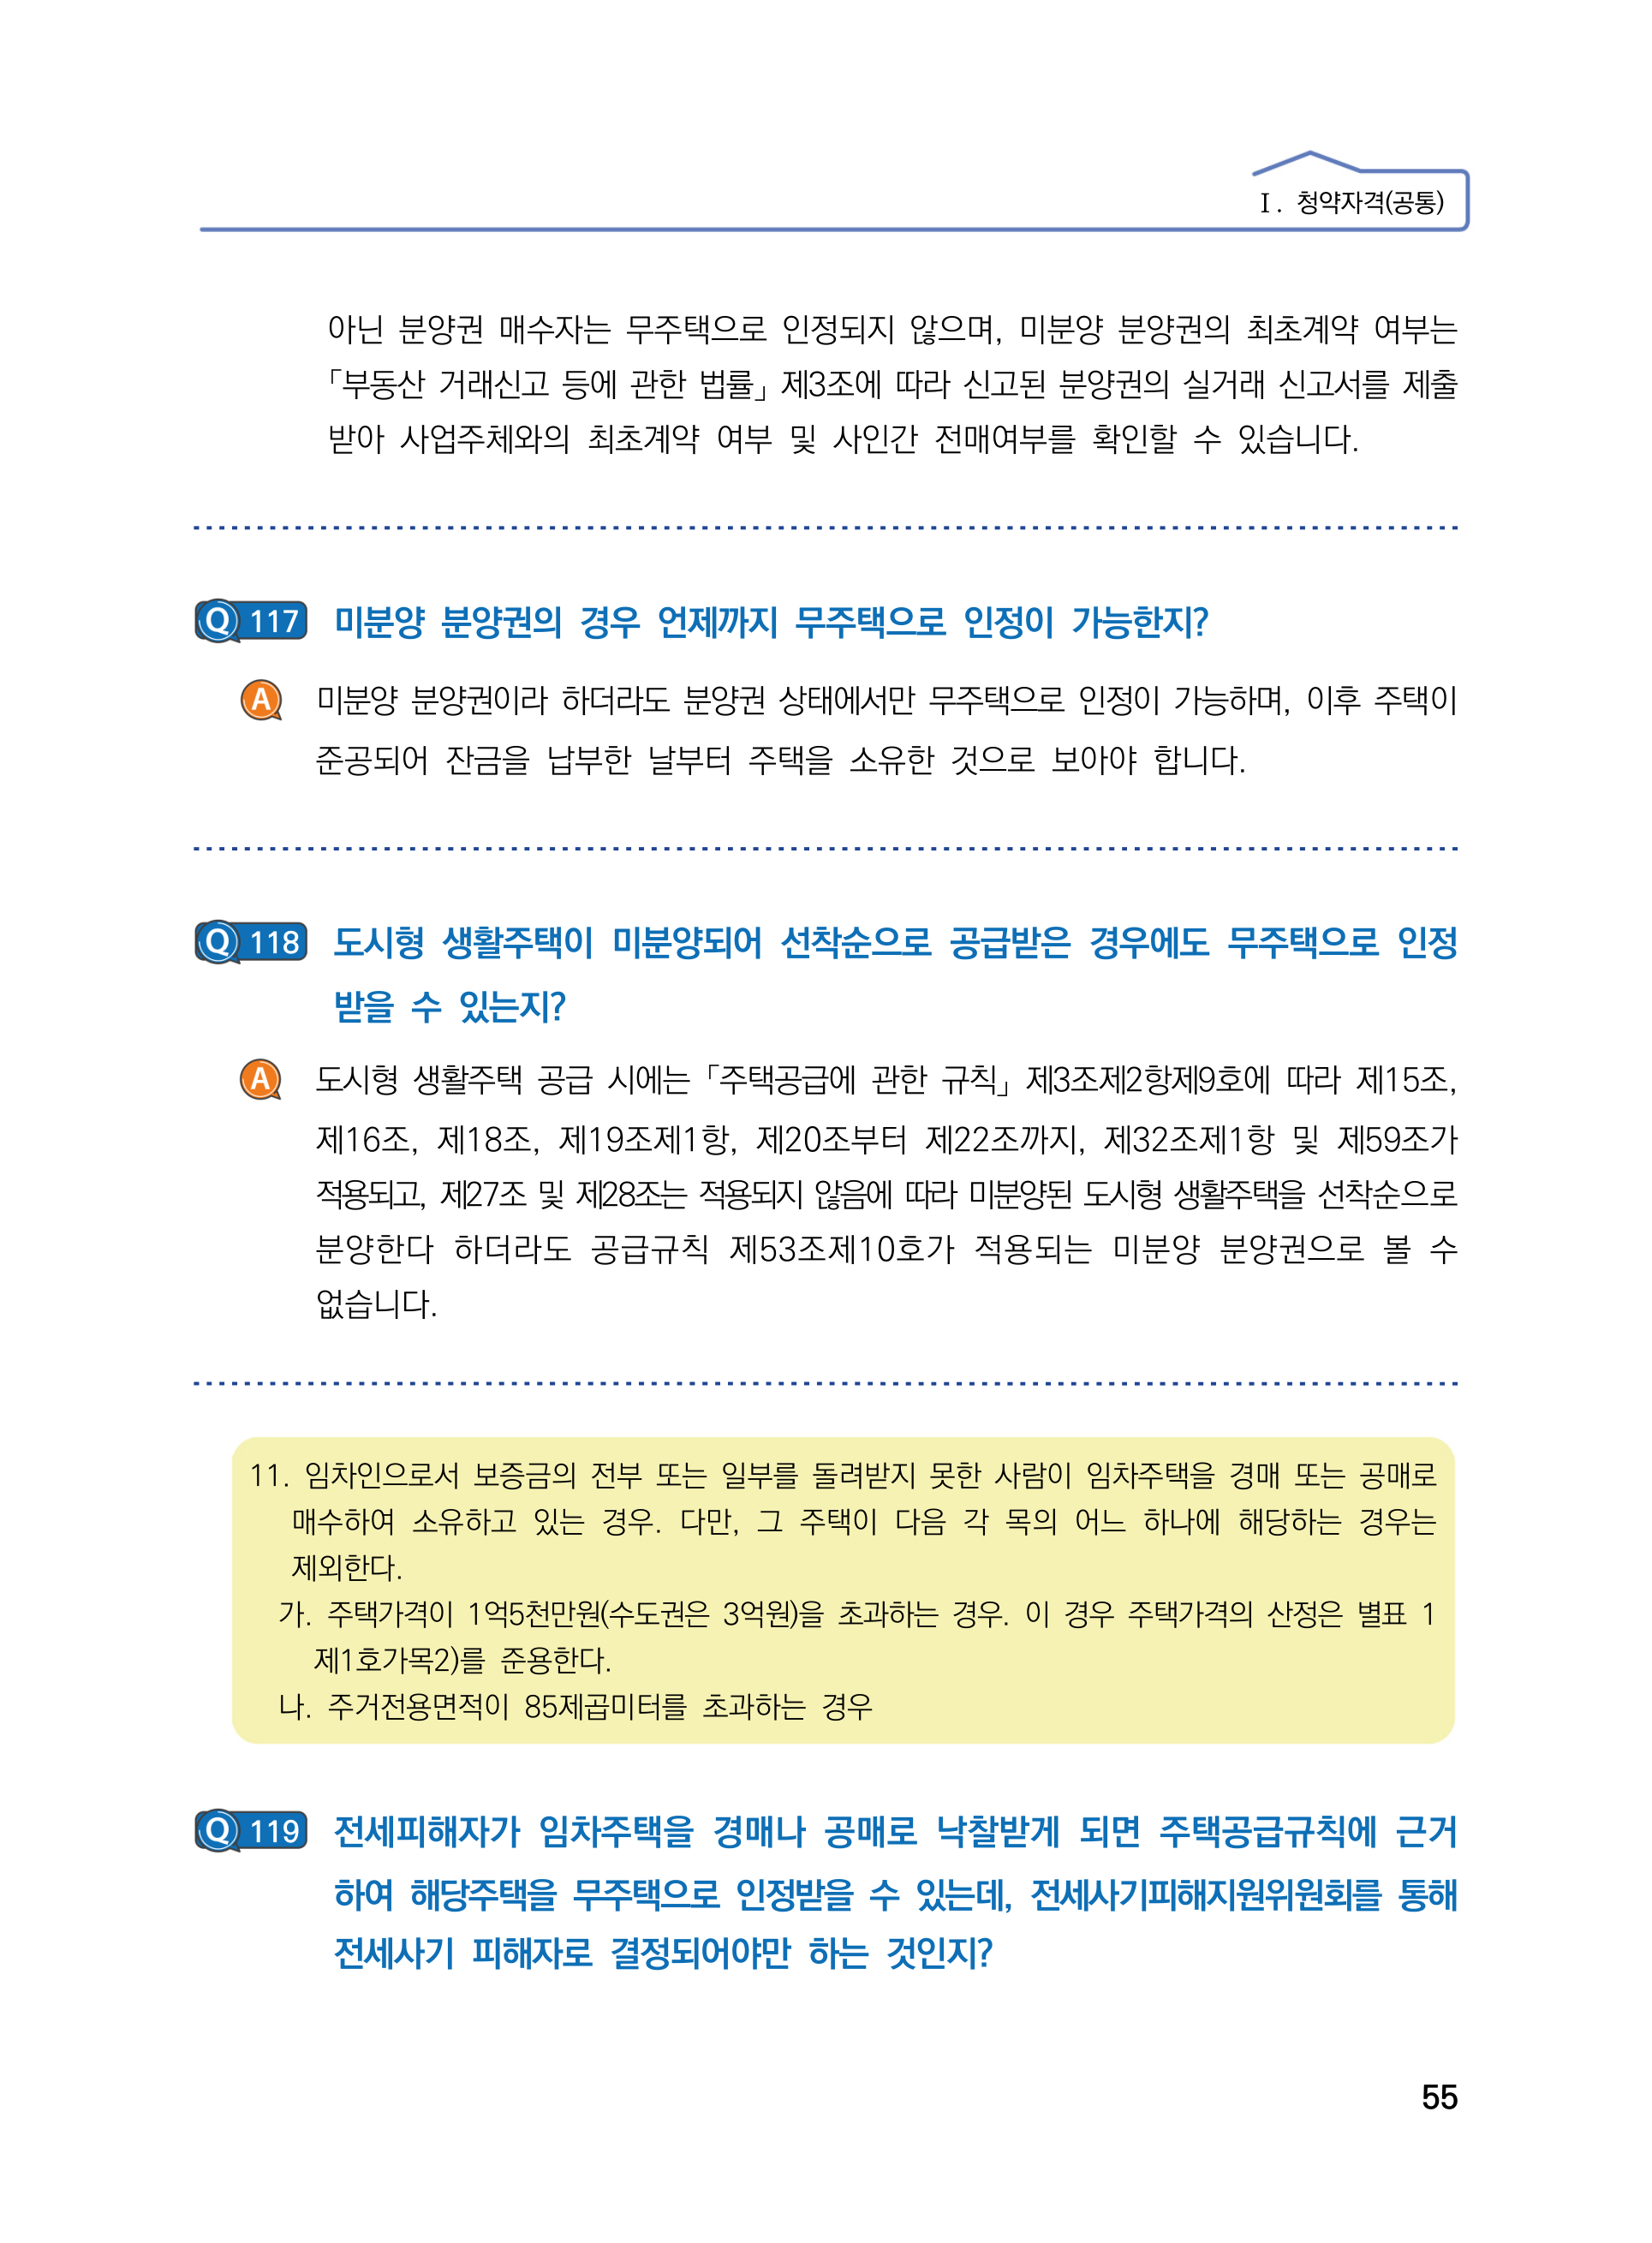 Ⅰ. 청약자격(공통)
아닌 분양권 매수자는 무주택으로 인정되지 않으며, 미분양 분양권의 최초계약 여부는
「부동산 거래신고 등에 관한 법률」 제3조에 따라 신고된 분양권의 실거래 신고서를 제출
받아 사업주체와의 최초계약 여부 및 사인간 전매여부를 확인할 수 있습니다.
Q 117 미분양 분양권의 경우 언제까지 무주택으로 인정이 가능한지?
A 미분양 분양권이라 하더라도 분양권 상태에서만 무주택으로 인정이 가능하며, 이후 주택이
준공되어 잔금을 납부한 날부터 주택을 소유한 것으로 보아야 합니다.
Q 118 도시형 생활주택이 미분양되어 선착순으로 공급받은 경우에도 무주택으로 인정
받을 수 있는지?
A 도시형 생활주택 공급 시에는 「주택공급에 관한 규칙」 제3조제2항제9호에 따라 제15조,
제16조, 제18조, 제19조제1항, 제20조부터 제22조까지, 제32조제1항 및 제59조가
적용되고, 제27조 및 제28조는 적용되지 않음에 따라 미분양된 도시형 생활주택을 선착순으로
분양한다 하더라도 공급규칙 제53조제10호가 적용되는 미분양 분양권으로 볼 수
없습니다.
11. 임차인으로서 보증금의 전부 또는 일부를 돌려받지 못한 사람이 임차주택을 경매 또는 공매로
매수하여 소유하고 있는 경우. 다만, 그 주택이 다음 각 목의 어느 하나에 해당하는 경우는
제외한다.
가. 주택가격이 1억5천만원(수도권은 3억원)을 초과하는 경우. 이 경우 주택가격의 산정은 별표 1
제1호가목2)를 준용한다.
나. 주거전용면적이 85제곱미터를 초과하는 경우
Q 119 전세피해자가 임차주택을 경매나 공매로 낙찰받게 되면 주택공급규칙에 근거
하여 해당주택을 무주택으로 인정받을 수 있는데, 전세사기피해지원위원회를 통해
전세사기 피해자로 결정되어야만 하는 것인지?
55